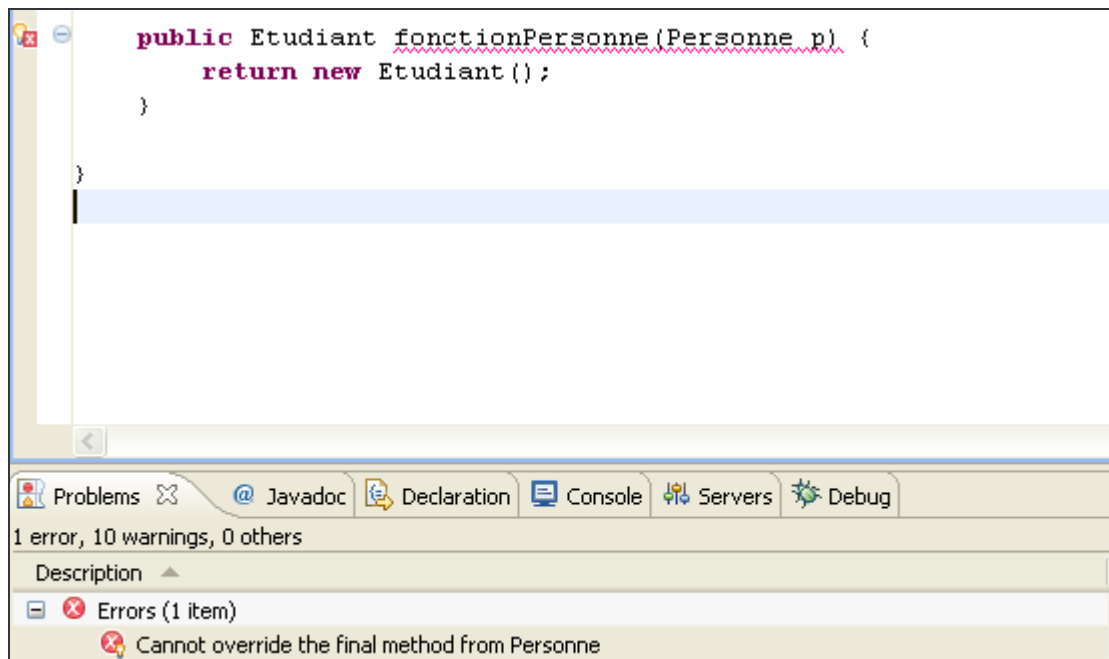 public Etudiant fonctionPersonne(Personne p) {
return new Etudiant();
}
}
Problems @ Javadoc Declaration Console Servers Debug
1 error, 10 warnings, 0 others
Description
Errors (1 item)
Cannot override the final method from Personne